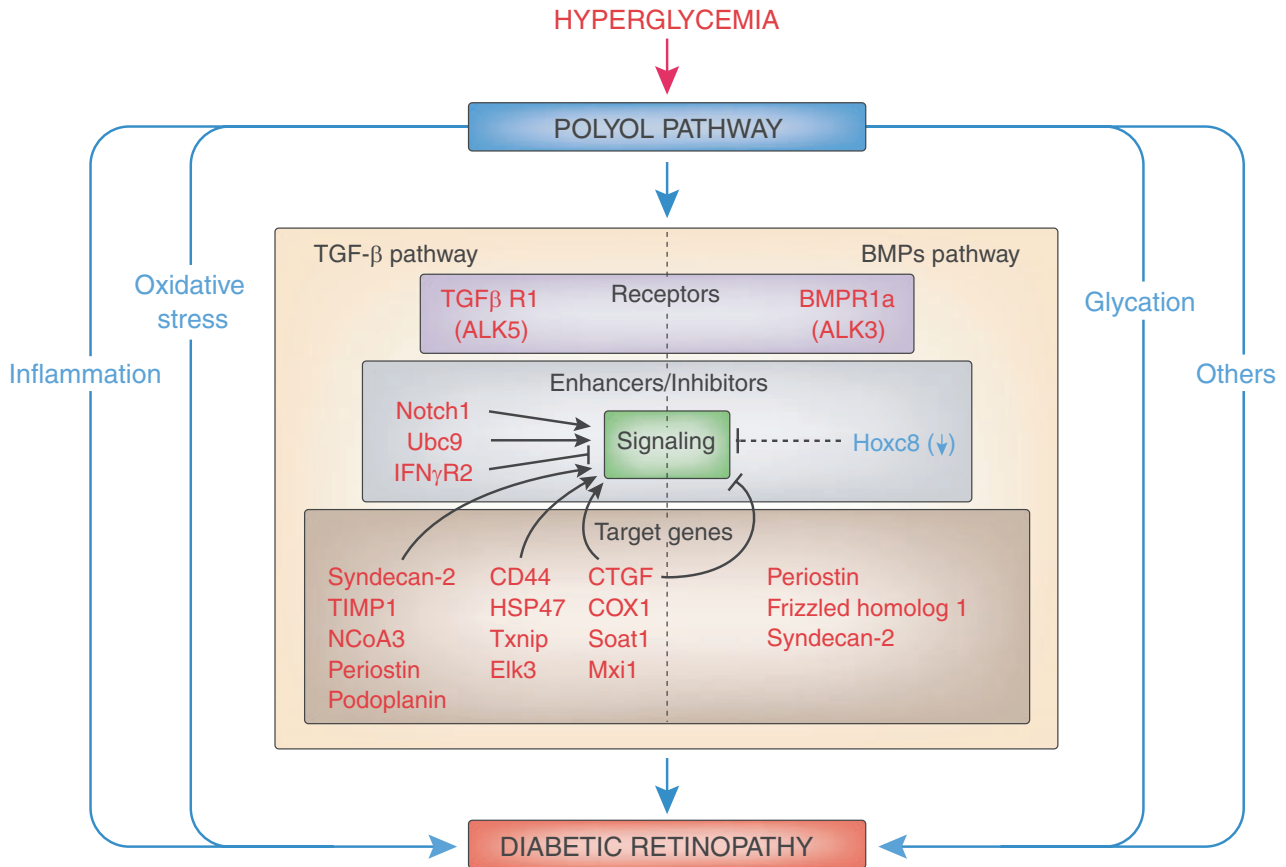 HYPERGLYCEMIA
POLYOL PATHWAY
TGF-β pathway
BMPs pathway
Oxidative
stress
Inflammation
Glycation
Others
Receptors
TGFβ R1
(ALK5)
BMPR1a
(ALK3)
Enhancers/Inhibitors
Notch1
Ubc9
IFNγR2
Signaling
Hoxc8 (↓)
Target genes
Syndecan-2
TIMP1
NCoA3
Periostin
Podoplanin
CD44
HSP47
Txnip
Elk3
CTGF
COX1
Soat1
Mxi1
Periostin
Frizzled homolog 1
Syndecan-2
DIABETIC RETINOPATHY